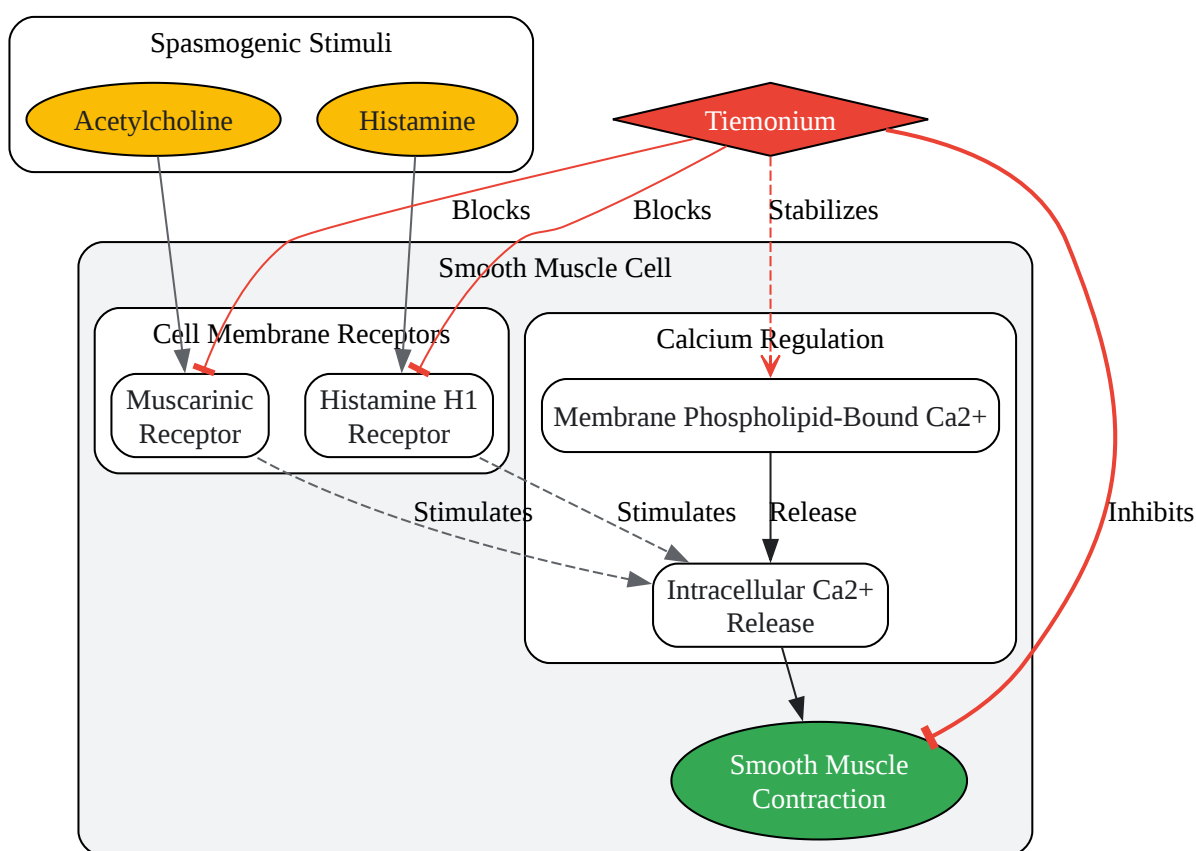 Spasmogenic Stimuli
Acetylcholine
Histamine
Tiemonium
Blocks
Blocks
Stabilizes
Smooth Muscle Cell
Cell Membrane Receptors
Calcium Regulation
Muscarinic
Receptor
Histamine H1
Receptor
Membrane Phospholipid-Bound Ca2+
Stimulates
Stimulates
Release
Inhibits
Intracellular Ca2+
Release
Smooth Muscle
Contraction